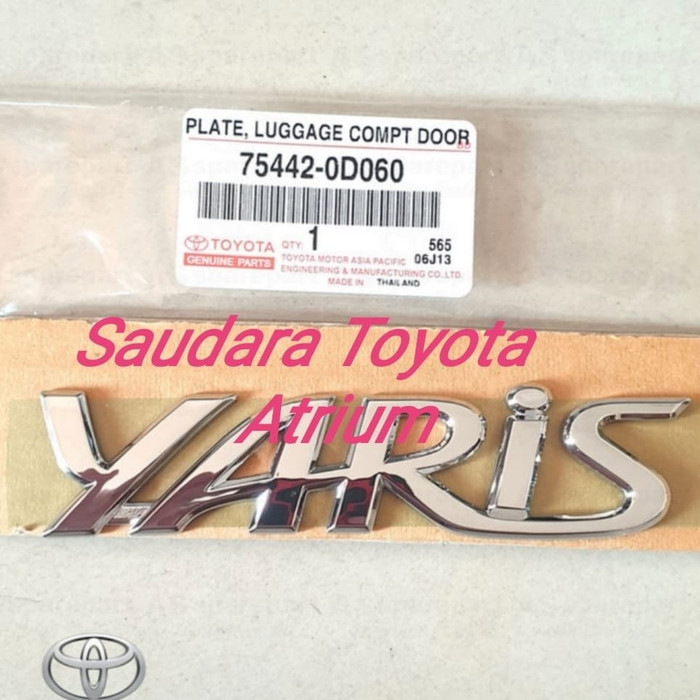 PLATE, LUGGAGE COMPT DOOR
75442-0D060
TOYOTA
GENUINE PARTS
QTY. 1
565
06J13
TOYOTA MOTOR ASIA PACIFIC
ENGINEERING & MANUFACTURING CO., LTD.
MADE IN THAILAND
Saudara Toyota
Atrium
YARiS